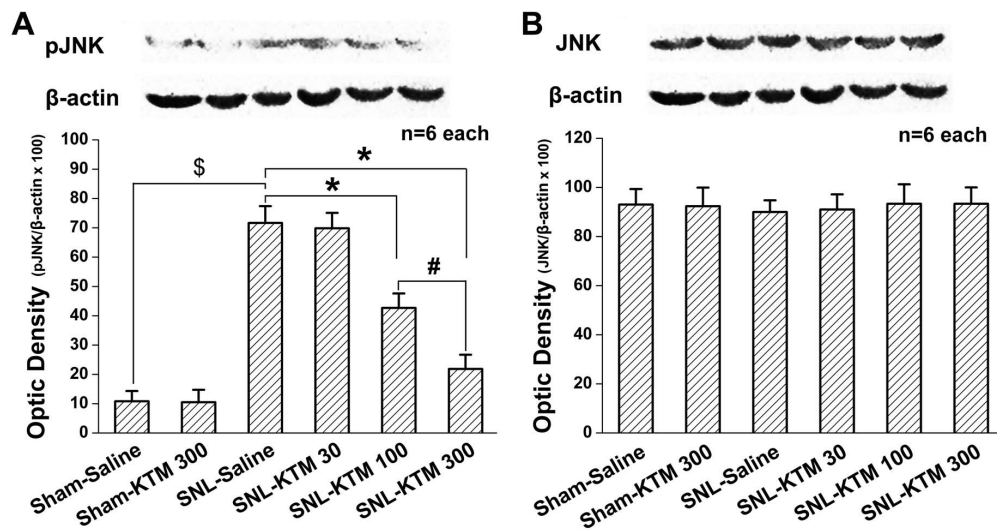 A
pJNK
β-actin
n=6 each
Optic Density (pJNK/β-actin x 100)
100
90
80
70
60
50
40
30
20
10
0
$
*
*
#
Sham-Saline
Sham-KTM 300
SNL-Saline
SNL-KTM 30
SNL-KTM 100
SNL-KTM 300
B
JNK
β-actin
n=6 each
Optic Density (JNK/β-actin x 100)
120
100
80
60
40
20
0
Sham-Saline
Sham-KTM 300
SNL-Saline
SNL-KTM 30
SNL-KTM 100
SNL-KTM 300